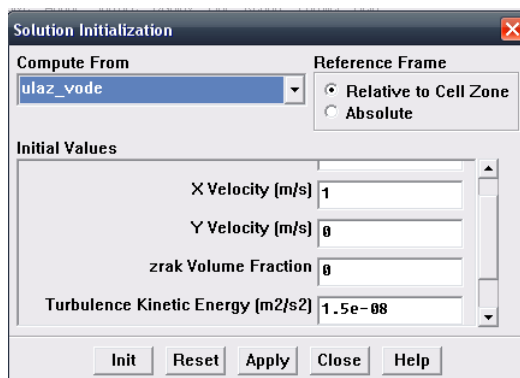 Solution Initialization
Compute From
Reference Frame
ulaz_vode
Relative to Cell Zone
Absolute
Initial Values
X Velocity (m/s) 1
Y Velocity (m/s) 0
zrak Volume Fraction 0
Turbulence Kinetic Energy (m2/s2) 1.5e-08
Init Reset Apply Close Help